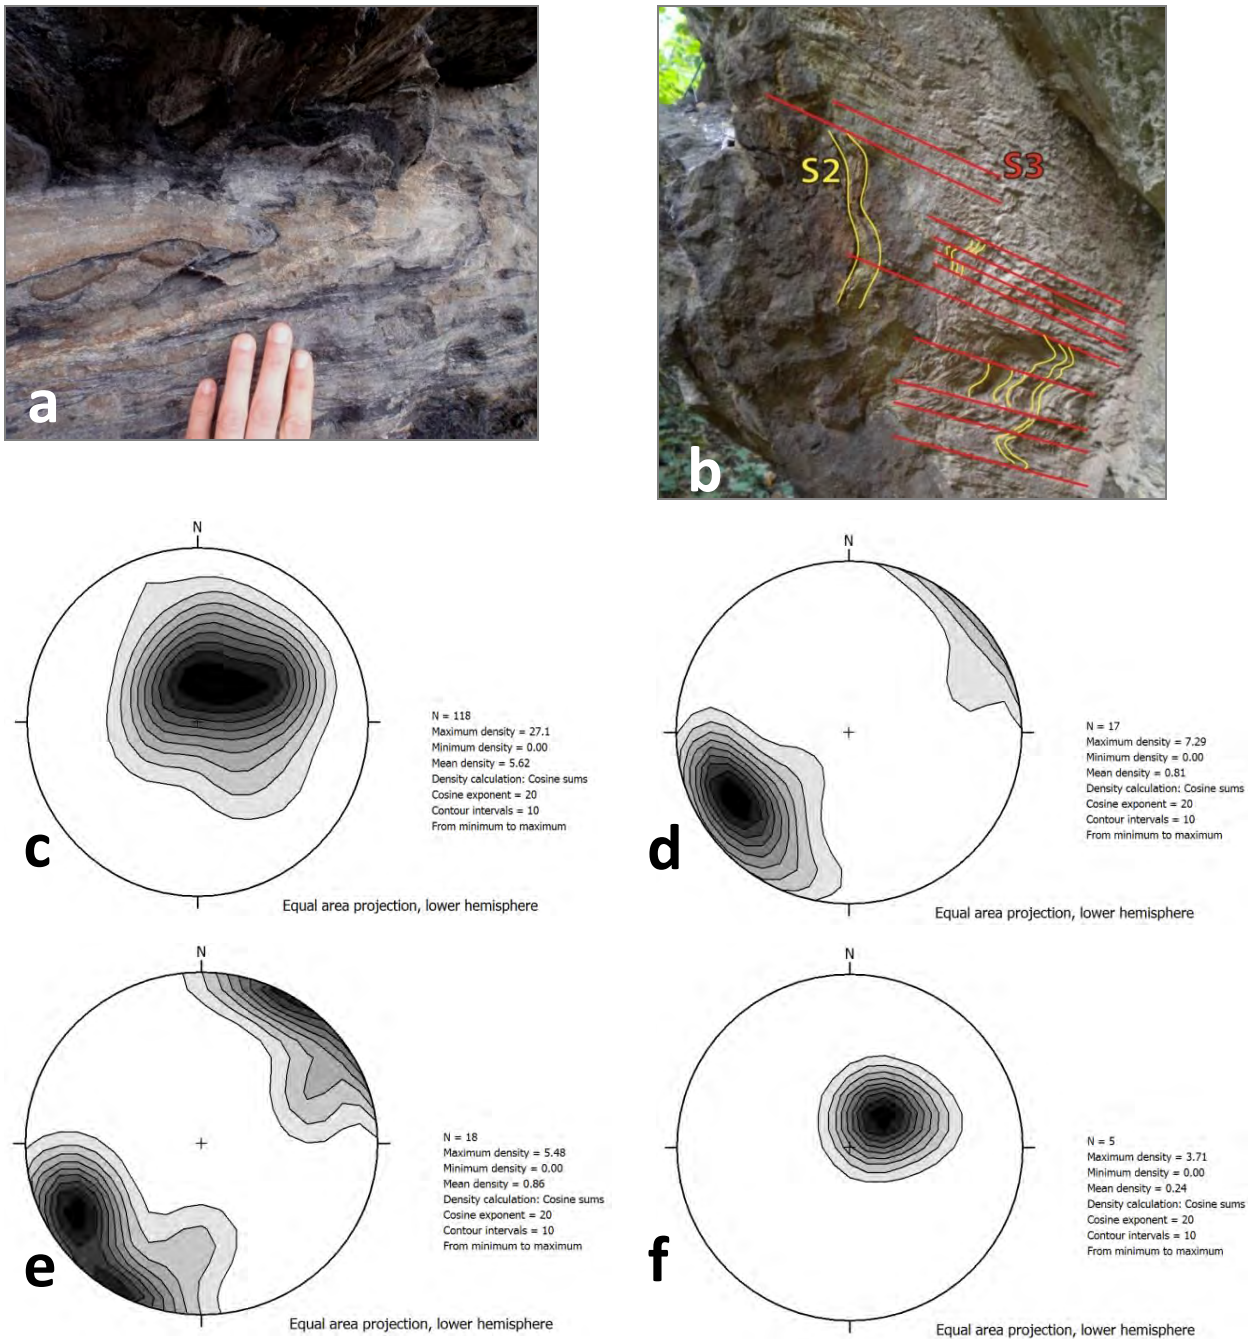 a
S2
S3
b
N
N = 118
Maximum density = 27.1
Minimum density = 0.00
Mean density = 5.62
Density calculation: Cosine sums
Cosine exponent = 20
Contour intervals = 10
From minimum to maximum
c
Equal area projection, lower hemisphere
N
N = 17
Maximum density = 7.29
Minimum density = 0.00
Mean density = 0.81
Density calculation: Cosine sums
Cosine exponent = 20
Contour intervals = 10
From minimum to maximum
d
Equal area projection, lower hemisphere
N
N = 18
Maximum density = 5.48
Minimum density = 0.00
Mean density = 0.86
Density calculation: Cosine sums
Cosine exponent = 20
Contour intervals = 10
From minimum to maximum
e
Equal area projection, lower hemisphere
N
N = 5
Maximum density = 3.71
Minimum density = 0.00
Mean density = 0.24
Density calculation: Cosine sums
Cosine exponent = 20
Contour intervals = 10
From minimum to maximum
f
Equal area projection, lower hemisphere